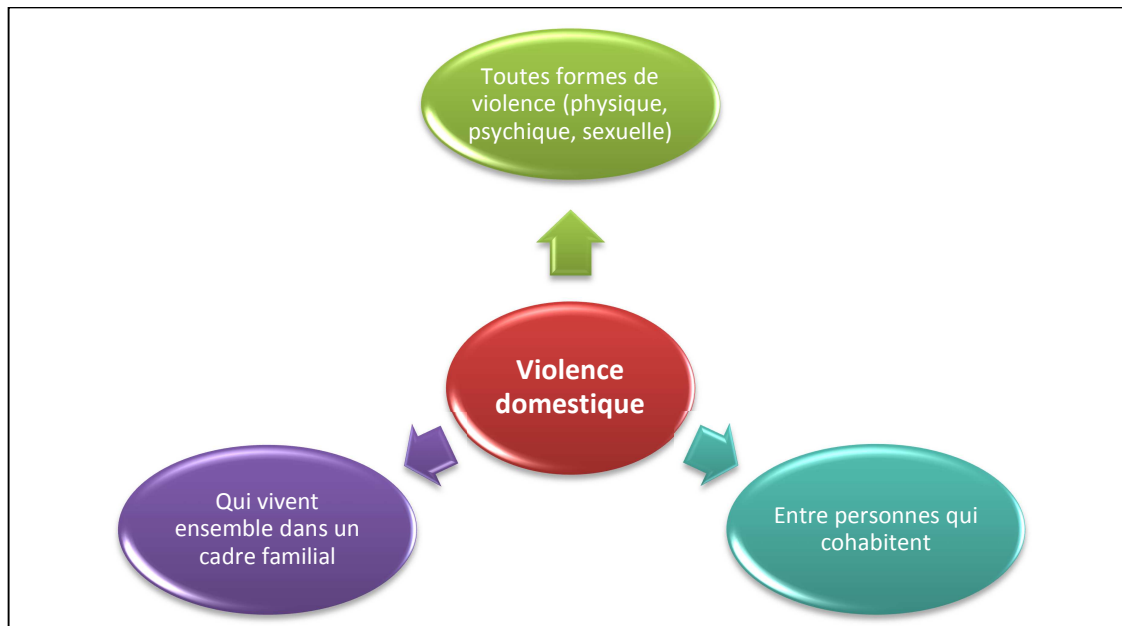 Toutes formes de
violence (physique,
psychique, sexuelle)
Violence
domestique
Qui vivent
ensemble dans un
cadre familial
Entre personnes qui
cohabitent